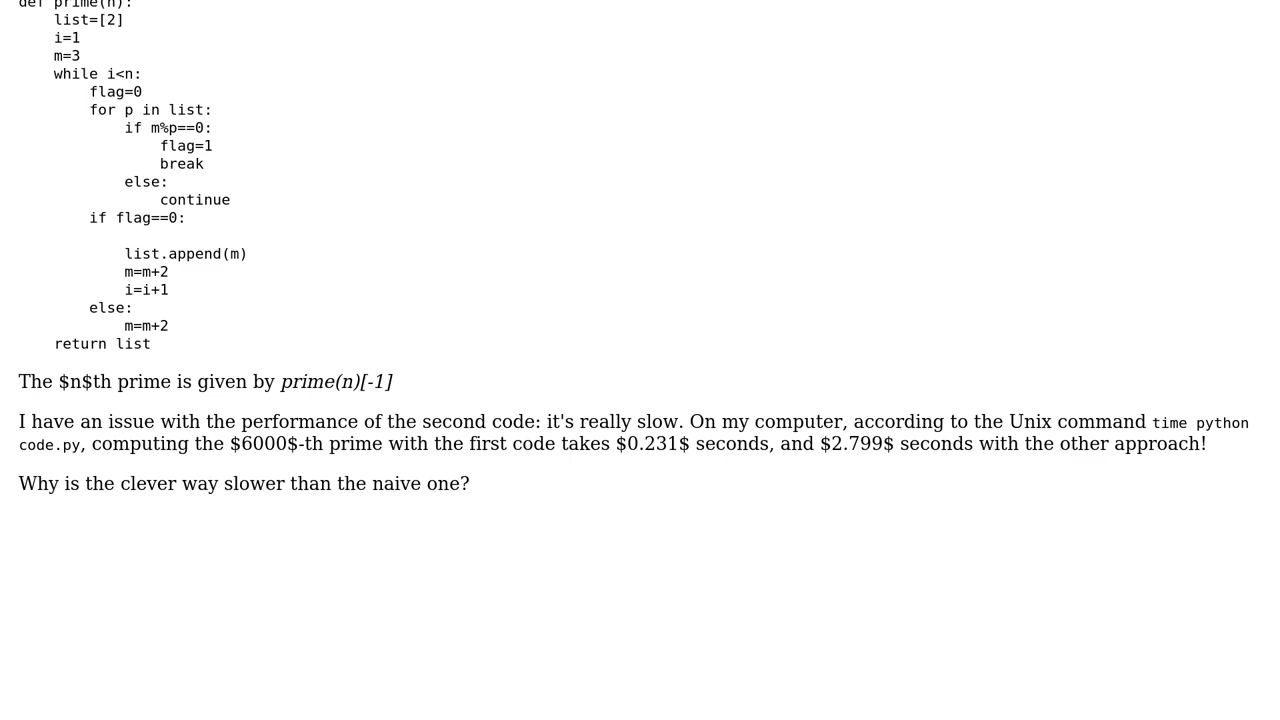 def prime(n):
    list=[2]
    i=1
    m=3
    while i<n:
        flag=0
        for p in list:
            if m%p==0:
                flag=1
                break
            else:
                continue
        if flag==0:

            list.append(m)
            m=m+2
            i=i+1
        else:
            m=m+2
    return list
The $n$th prime is given by prime(n)[-1]
I have an issue with the performance of the second code: it's really slow. On my computer, according to the Unix command time python
code.py, computing the $6000$-th prime with the first code takes $0.231$ seconds, and $2.799$ seconds with the other approach!
Why is the clever way slower than the naive one?